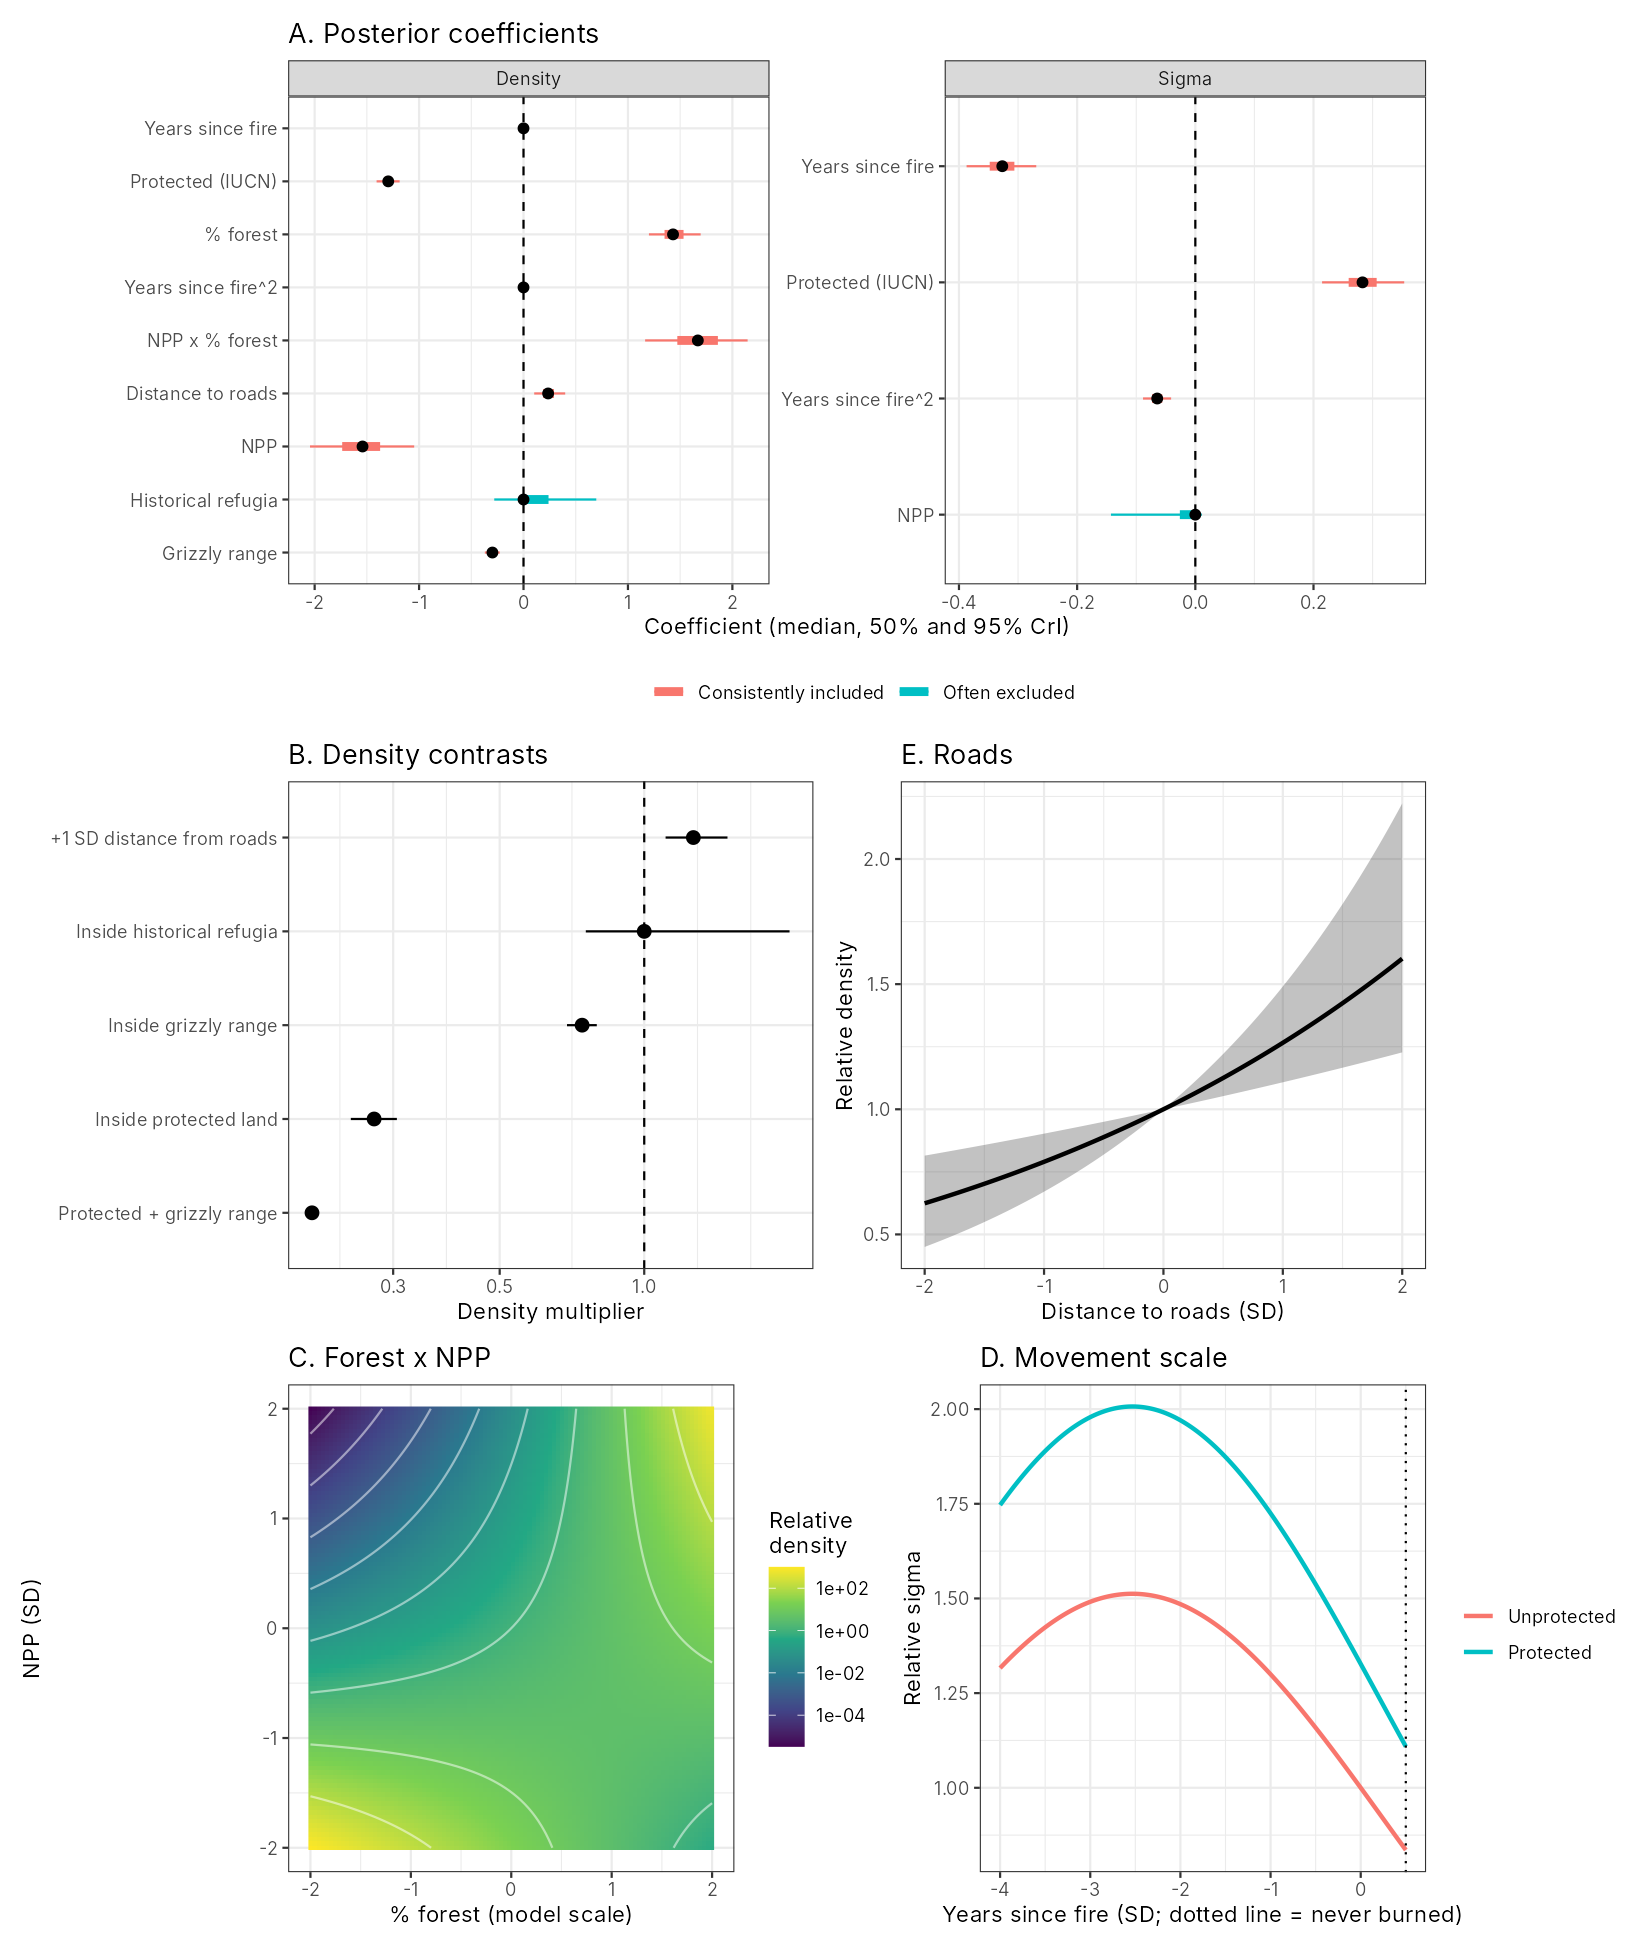 A. Posterior coefficients
Density
Sigma
Years since fire
Protected (IUCN)
% forest
Years since fire^2
NPP x % forest
Distance to roads
NPP
Historical refugia
Grizzly range
-2 -1 0 1 2
Years since fire
Protected (IUCN)
Years since fire^2
NPP
-0.4 -0.2 0.0 0.2
Coefficient (median, 50% and 95% CrI)
Consistently included Often excluded
B. Density contrasts
+1 SD distance from roads
Inside historical refugia
Inside grizzly range
Inside protected land
Protected + grizzly range
0.3 0.5 1.0
Density multiplier
E. Roads
Relative density
2.0
1.5
1.0
0.5
-2 -1 0 1 2
Distance to roads (SD)
C. Forest x NPP
NPP (SD)
2
1
0
-1
-2
-2 -1 0 1 2
% forest (model scale)
Relative
density
1e+02
1e+00
1e-02
1e-04
D. Movement scale
Relative sigma
2.00
1.75
1.50
1.25
1.00
-4 -3 -2 -1 0
Years since fire (SD; dotted line = never burned)
Unprotected
Protected